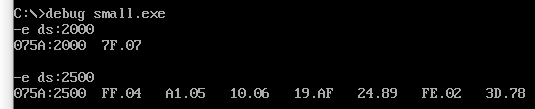 C:\>debug small.exe
-e ds:2000
075A:2000  7F.07
-e ds:2500
075A:2500  FF.04   A1.05   10.06   19.AF   24.89   FE.02   3D.78